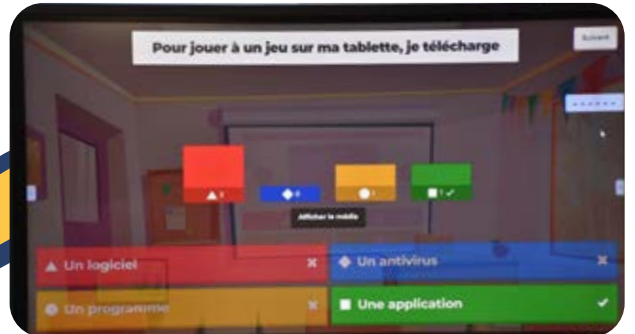 Pour jouer à un jeu sur ma tablette, je télécharge
Suivant
Afficher le média
Un logiciel
Un antivirus
Un programme
Une application